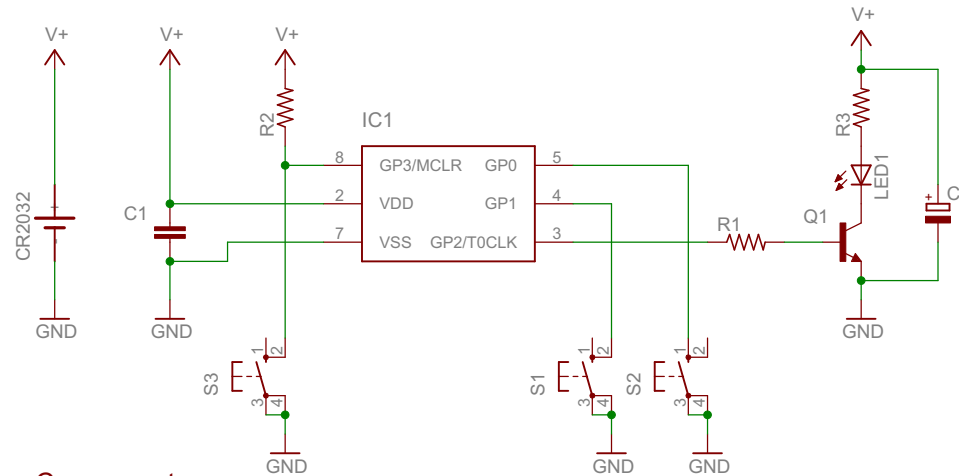 V+
V+
V+
V+
R2
IC1
R3
8
GP3/MCLR
GP0
5
LED1
2
VDD
GP1
4
C1
CR2032
+
-
7
VSS
GP2/T0CLK
3
R1
Q1
+
C
GND
GND
GND
S3
1
2
3
4
GND
S1
1
2
3
4
GND
S2
1
2
3
4
GND